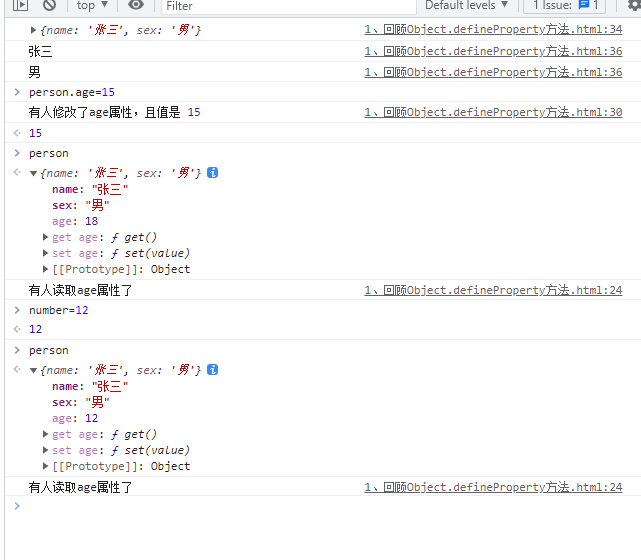 top ▼ Filter Default levels ▼ 1 Issue: 1
▶ {name: '张三', sex: '男'} 1、回顾Object.defineProperty方法.html:34
张三 1、回顾Object.defineProperty方法.html:36
男 1、回顾Object.defineProperty方法.html:36
> person.age=15
有人修改了age属性，且值是 15 1、回顾Object.defineProperty方法.html:30
15
> person
▼ {name: '张三', sex: '男'} i
name: "张三"
sex: "男"
age: 18
▶ get age: ƒ get()
▶ set age: ƒ set(value)
▶ [[Prototype]]: Object
有人读取age属性了 1、回顾Object.defineProperty方法.html:24
> number=12
12
> person
▼ {name: '张三', sex: '男'} i
name: "张三"
sex: "男"
age: 12
▶ get age: ƒ get()
▶ set age: ƒ set(value)
▶ [[Prototype]]: Object
有人读取age属性了 1、回顾Object.defineProperty方法.html:24
>